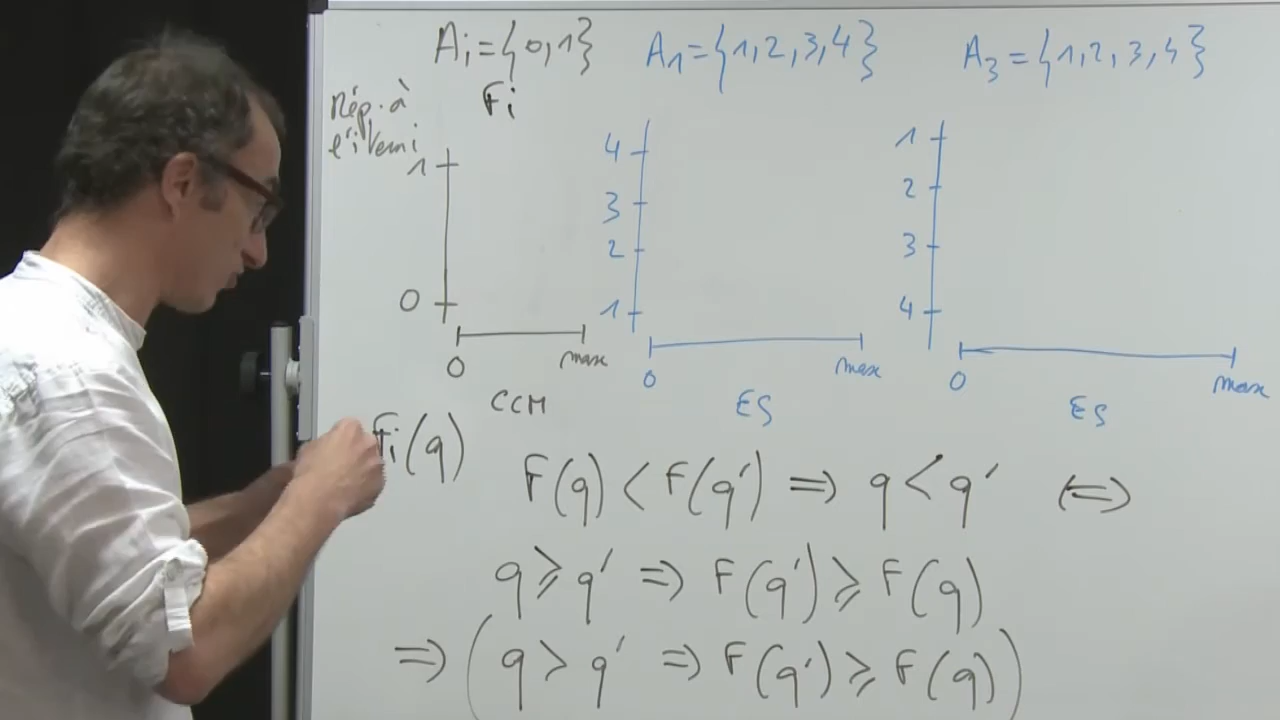 Aᵢ={0,1} A₁={1,2,3,4} A₃={1,2,3,4}
Rép. à Fᵢ
l'item i
1 4 1
3 2
2 3
0 1 4
0 max 0 max 0 max
CCM ES ES
Fᵢ(q) F(q) < F(q') ⇒ q < q' ⇔
q ⩾ q' ⇒ F(q') ⩾ F(q)
⇒ (q > q' ⇒ F(q') ⩾ F(q))